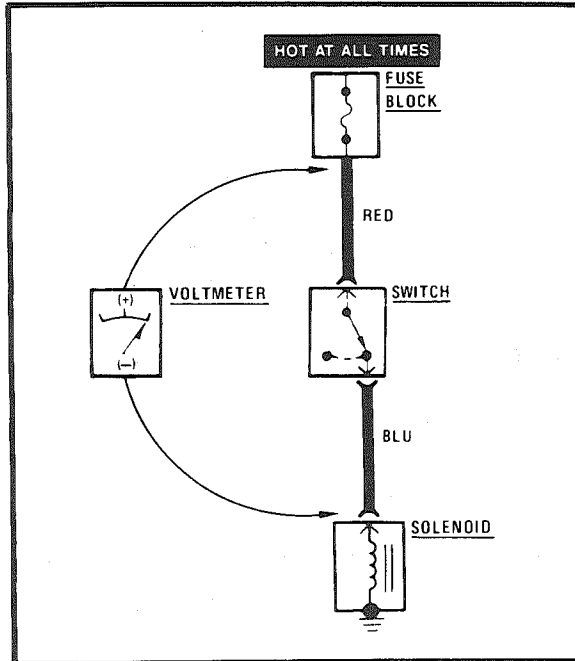 HOT AT ALL TIMES
FUSE
BLOCK
RED
VOLTMETER
(+)
(—)
SWITCH
BLU
SOLENOID